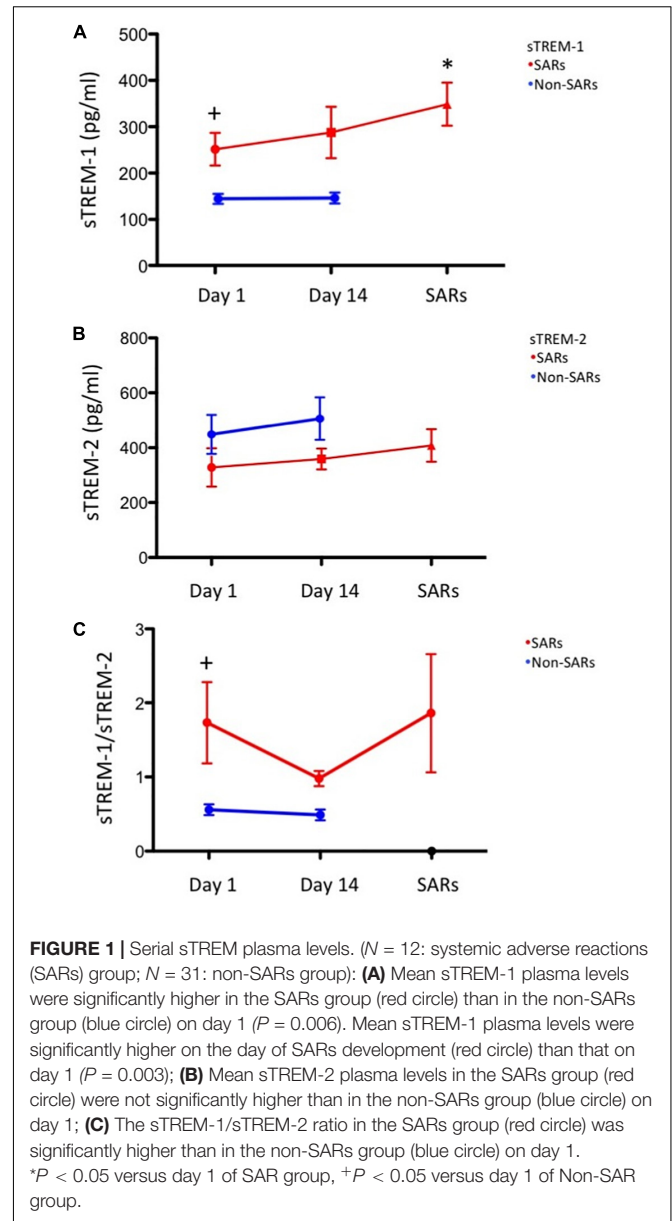 A
500
400
300
200
100
0
sTREM-1 (pg/ml)
+
*
sTREM-1
SARs
Non-SARs
Day 1 Day 14 SARs
B
800
600
400
200
0
sTREM-2 (pg/ml)
sTREM-2
SARs
Non-SARs
Day 1 Day 14 SARs
C
3
2
1
0
sTREM-1/sTREM-2
+
SARs
Non-SARs
Day 1 Day 14 SARs
FIGURE 1 | Serial sTREM plasma levels. (N = 12: systemic adverse reactions
(SARs) group; N = 31: non-SARs group): (A) Mean sTREM-1 plasma levels
were significantly higher in the SARs group (red circle) than in the non-SARs
group (blue circle) on day 1 (P = 0.006). Mean sTREM-1 plasma levels were
significantly higher on the day of SARs development (red circle) than that on
day 1 (P = 0.003); (B) Mean sTREM-2 plasma levels in the SARs group (red
circle) were not significantly higher than in the non-SARs group (blue circle) on
day 1; (C) The sTREM-1/sTREM-2 ratio in the SARs group (red circle) was
significantly higher than in the non-SARs group (blue circle) on day 1.
*P < 0.05 versus day 1 of SAR group, +P < 0.05 versus day 1 of Non-SAR
group.